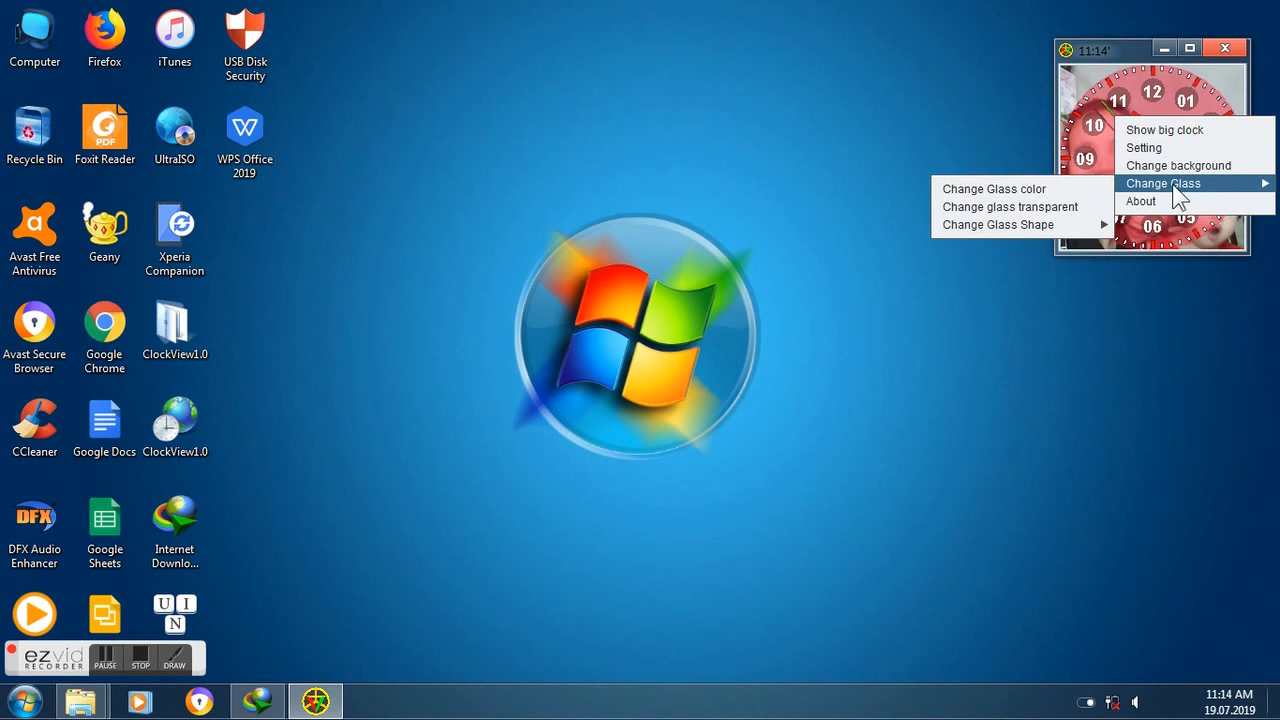 Computer
Firefox
iTunes
USB Disk
Security
Recycle Bin
PDF
Foxit Reader
UltraISO
WPS Office
2019
Avast Free
Antivirus
Geany
Xperia
Companion
Avast Secure
Browser
Google
Chrome
ClockView1.0
CCleaner
Google Docs
ClockView1.0
DFX
DFX Audio
Enhancer
Google
Sheets
Internet
Downlo...
U I
N
ezvid
RECORDER
PAUSE
STOP
DRAW
11:14'
11
12
01
10
09
06
05
Show big clock
Setting
Change background
Change Glass
About
Change Glass color
Change glass transparent
Change Glass Shape
11:14 AM
19.07.2019